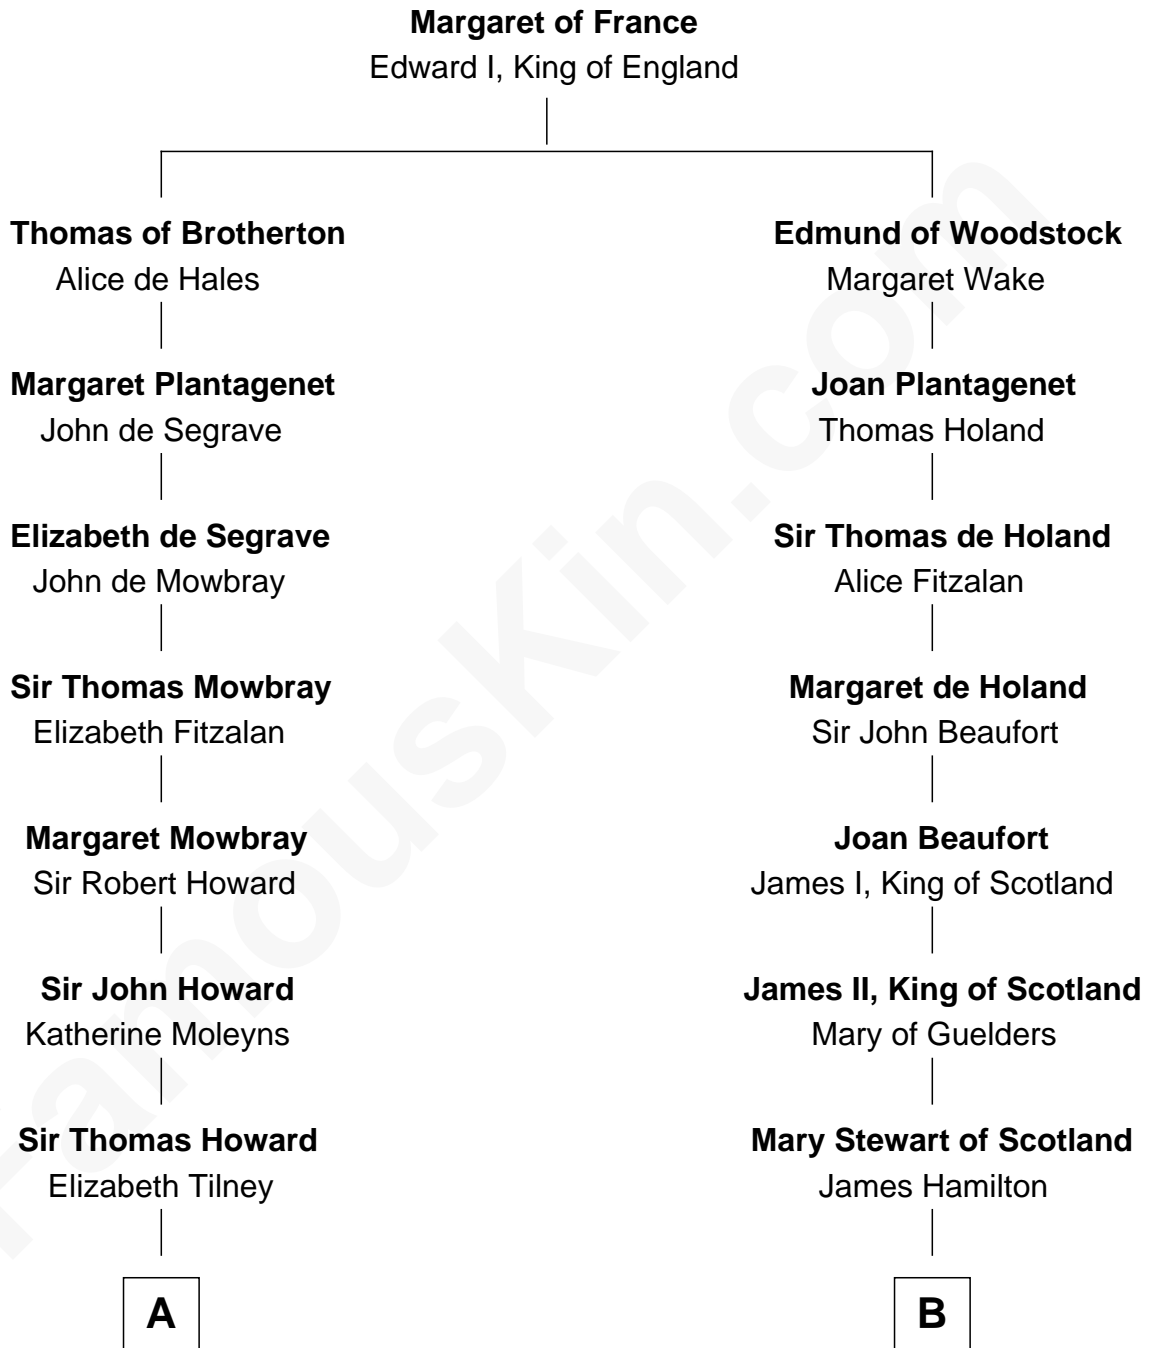 Margaret of France
Edward I, King of England
Thomas of Brotherton
Alice de Hales
Edmund of Woodstock
Margaret Wake
Margaret Plantagenet
John de Segrave
Joan Plantagenet
Thomas Holand
Elizabeth de Segrave
John de Mowbray
Sir Thomas de Holand
Alice Fitzalan
Sir Thomas Mowbray
Elizabeth Fitzalan
Margaret de Holand
Sir John Beaufort
Margaret Mowbray
Sir Robert Howard
Joan Beaufort
James I, King of Scotland
Sir John Howard
Katherine Moleyns
James II, King of Scotland
Mary of Guelders
Sir Thomas Howard
Elizabeth Tilney
Mary Stewart of Scotland
James Hamilton
A
B
FamousKin.com